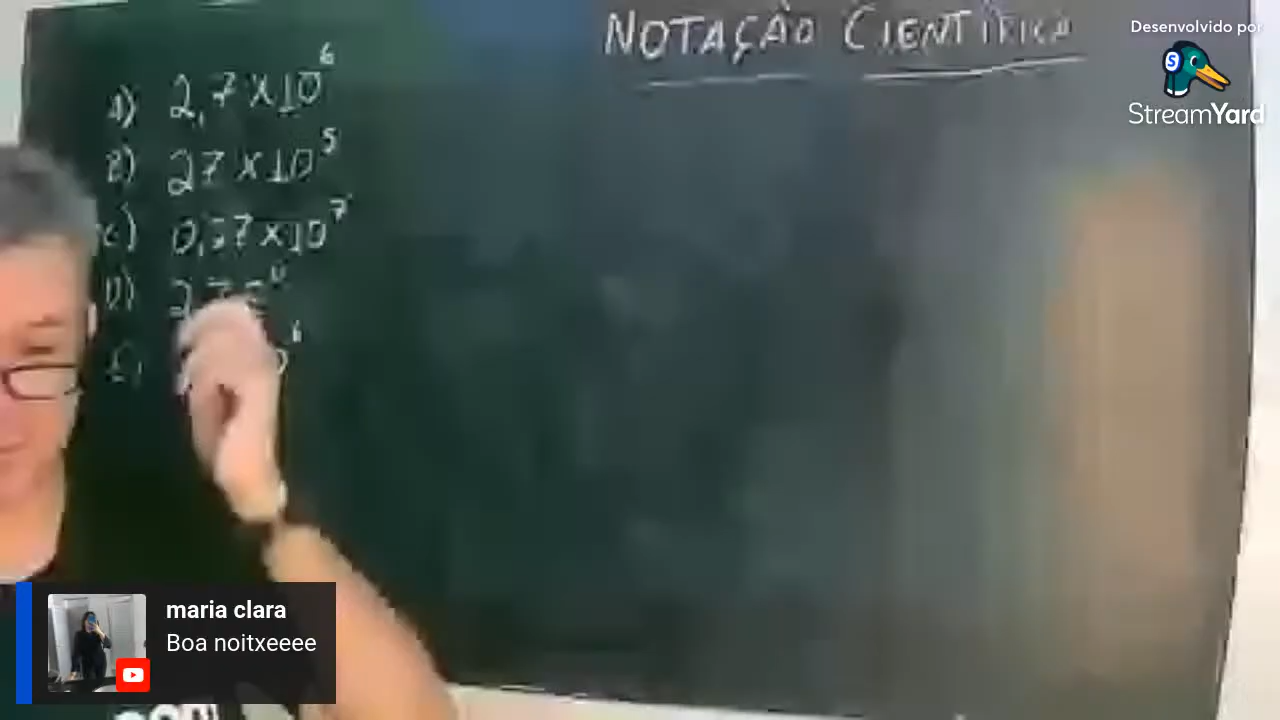 NOTAÇÃO CIENTÍFICA
A) 2,7 x 10⁶
B) 27 x 10⁵
C) 0,27 x 10⁷
D)
E)
Desenvolvido por
StreamYard
maria clara
Boa noitxeeee